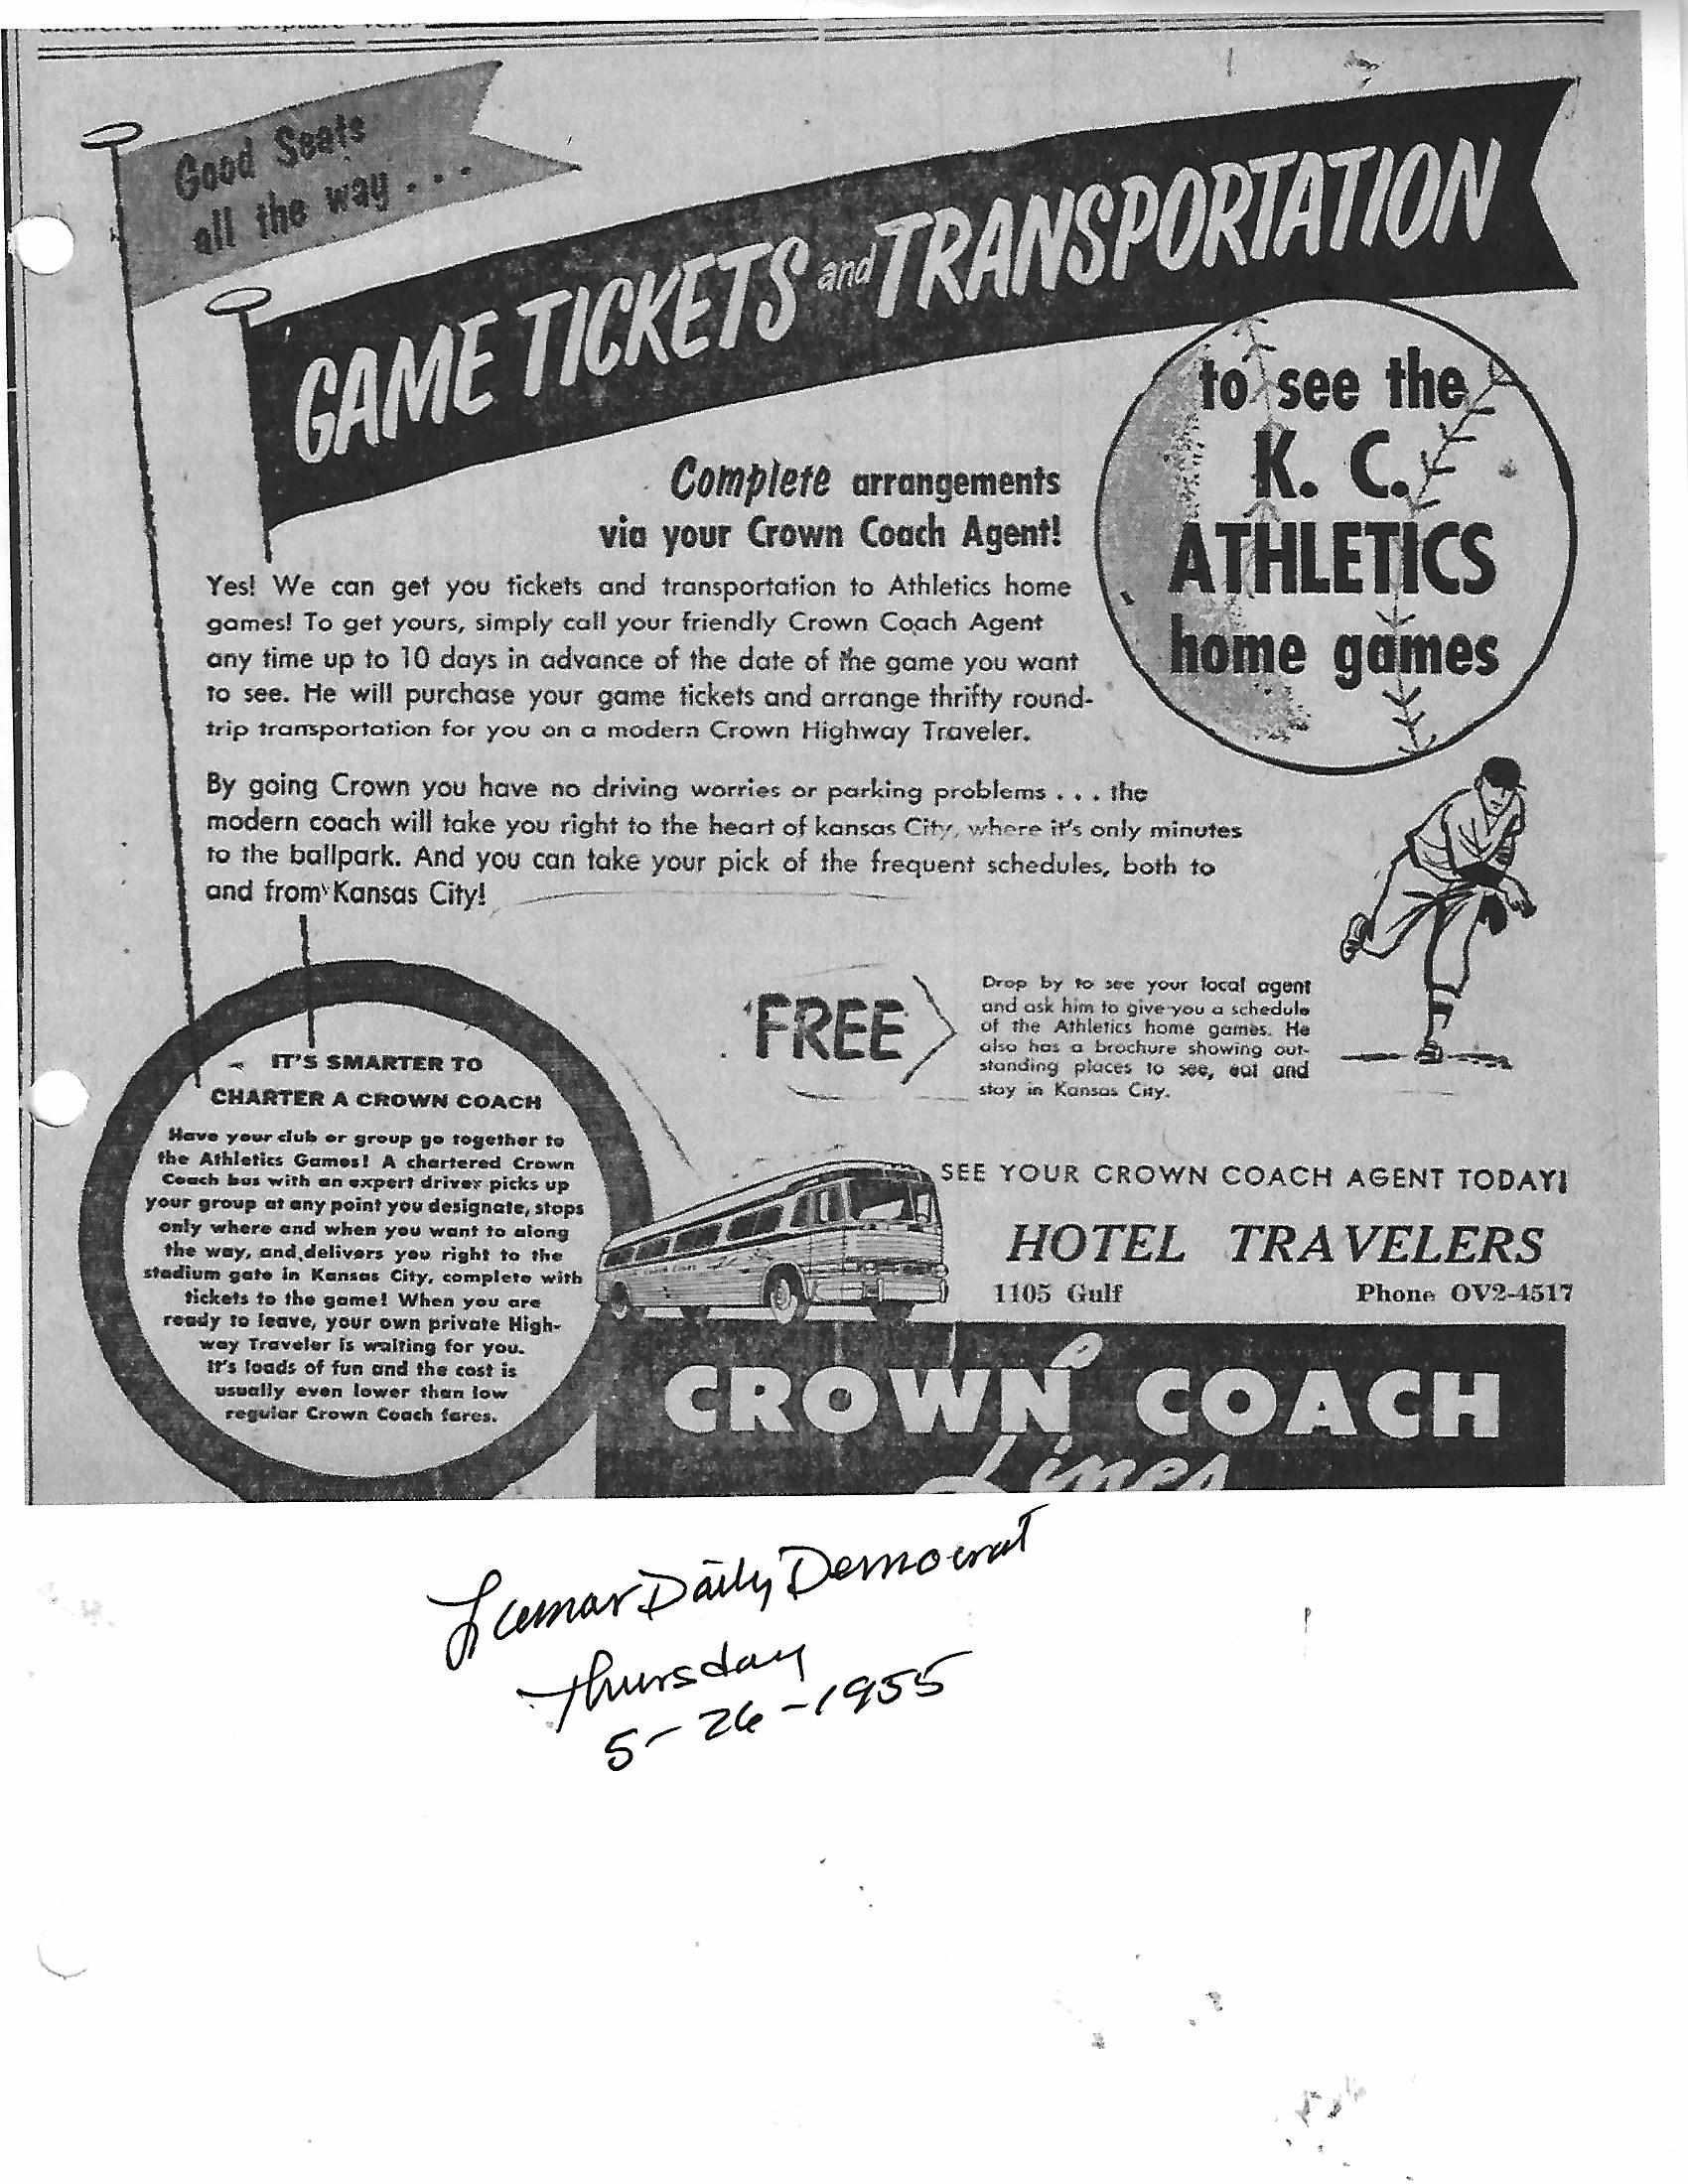 Good Seats
all the way . . .
GAME TICKETS and TRANSPORTATION
to see the
K. C.
ATHLETICS
home games
Complete arrangements
via your Crown Coach Agent!
Yes! We can get you tickets and transportation to Athletics home
games! To get yours, simply call your friendly Crown Coach Agent
any time up to 10 days in advance of the date of the game you want
to see. He will purchase your game tickets and arrange thrifty round-
trip transportation for you on a modern Crown Highway Traveler.
By going Crown you have no driving worries or parking problems . . . the
modern coach will take you right to the heart of kansas City, where it's only minutes
to the ballpark. And you can take your pick of the frequent schedules, both to
and from Kansas City!
FREE
Drop by to see your local agent
and ask him to give you a schedule
of the Athletics home games. He
also has a brochure showing out-
standing places to see, eat and
stay in Kansas City.
IT'S SMARTER TO
CHARTER A CROWN COACH
Have your club or group go together to
the Athletics Games! A chartered Crown
Coach bus with an expert driver picks up
your group at any point you designate, stops
only where and when you want to along
the way, and delivers you right to the
stadium gate in Kansas City, complete with
tickets to the game! When you are
ready to leave, your own private High-
way Traveler is waiting for you.
It's loads of fun and the cost is
usually even lower than low
regular Crown Coach fares.
SEE YOUR CROWN COACH AGENT TODAY!
HOTEL TRAVELERS
1105 Gulf Phone OV2-4517
CROWN COACH
Lines
Lamar Daily Democrat
Thursday
5-26-1955